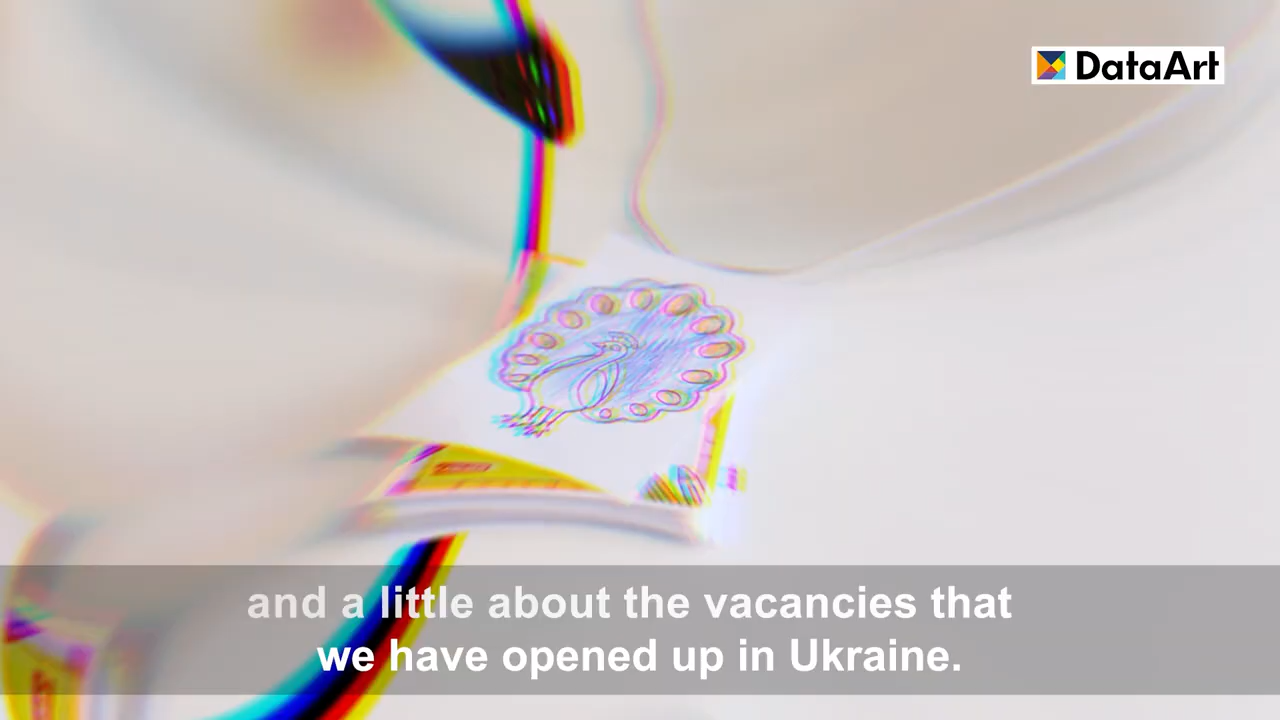 DataArt
and a little about the vacancies that
we have opened up in Ukraine.